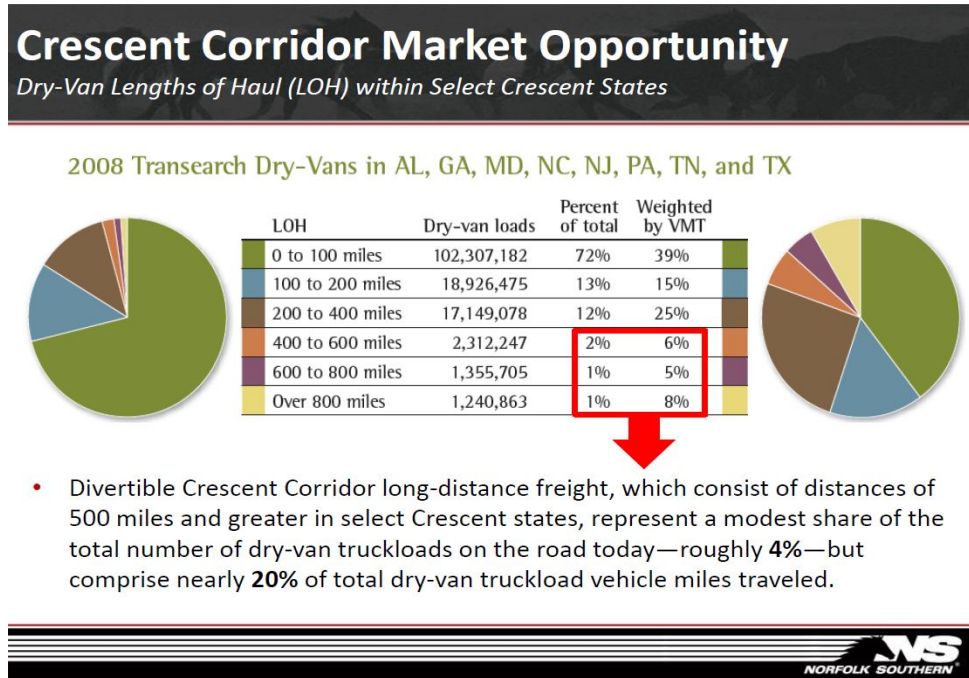 Crescent Corridor Market Opportunity
Dry-Van Lengths of Haul (LOH) within Select Crescent States
2008 Transearch Dry-Vans in AL, GA, MD, NC, NJ, PA, TN, and TX
LOH Dry-van loads Percent of total Weighted by VMT
0 to 100 miles 102,307,182 72% 39%
100 to 200 miles 18,926,475 13% 15%
200 to 400 miles 17,149,078 12% 25%
400 to 600 miles 2,312,247 2% 6%
600 to 800 miles 1,355,705 1% 5%
Over 800 miles 1,240,863 1% 8%
• Divertible Crescent Corridor long-distance freight, which consist of distances of
500 miles and greater in select Crescent states, represent a modest share of the
total number of dry-van truckloads on the road today—roughly 4%—but
comprise nearly 20% of total dry-van truckload vehicle miles traveled.
NS
NORFOLK SOUTHERN®